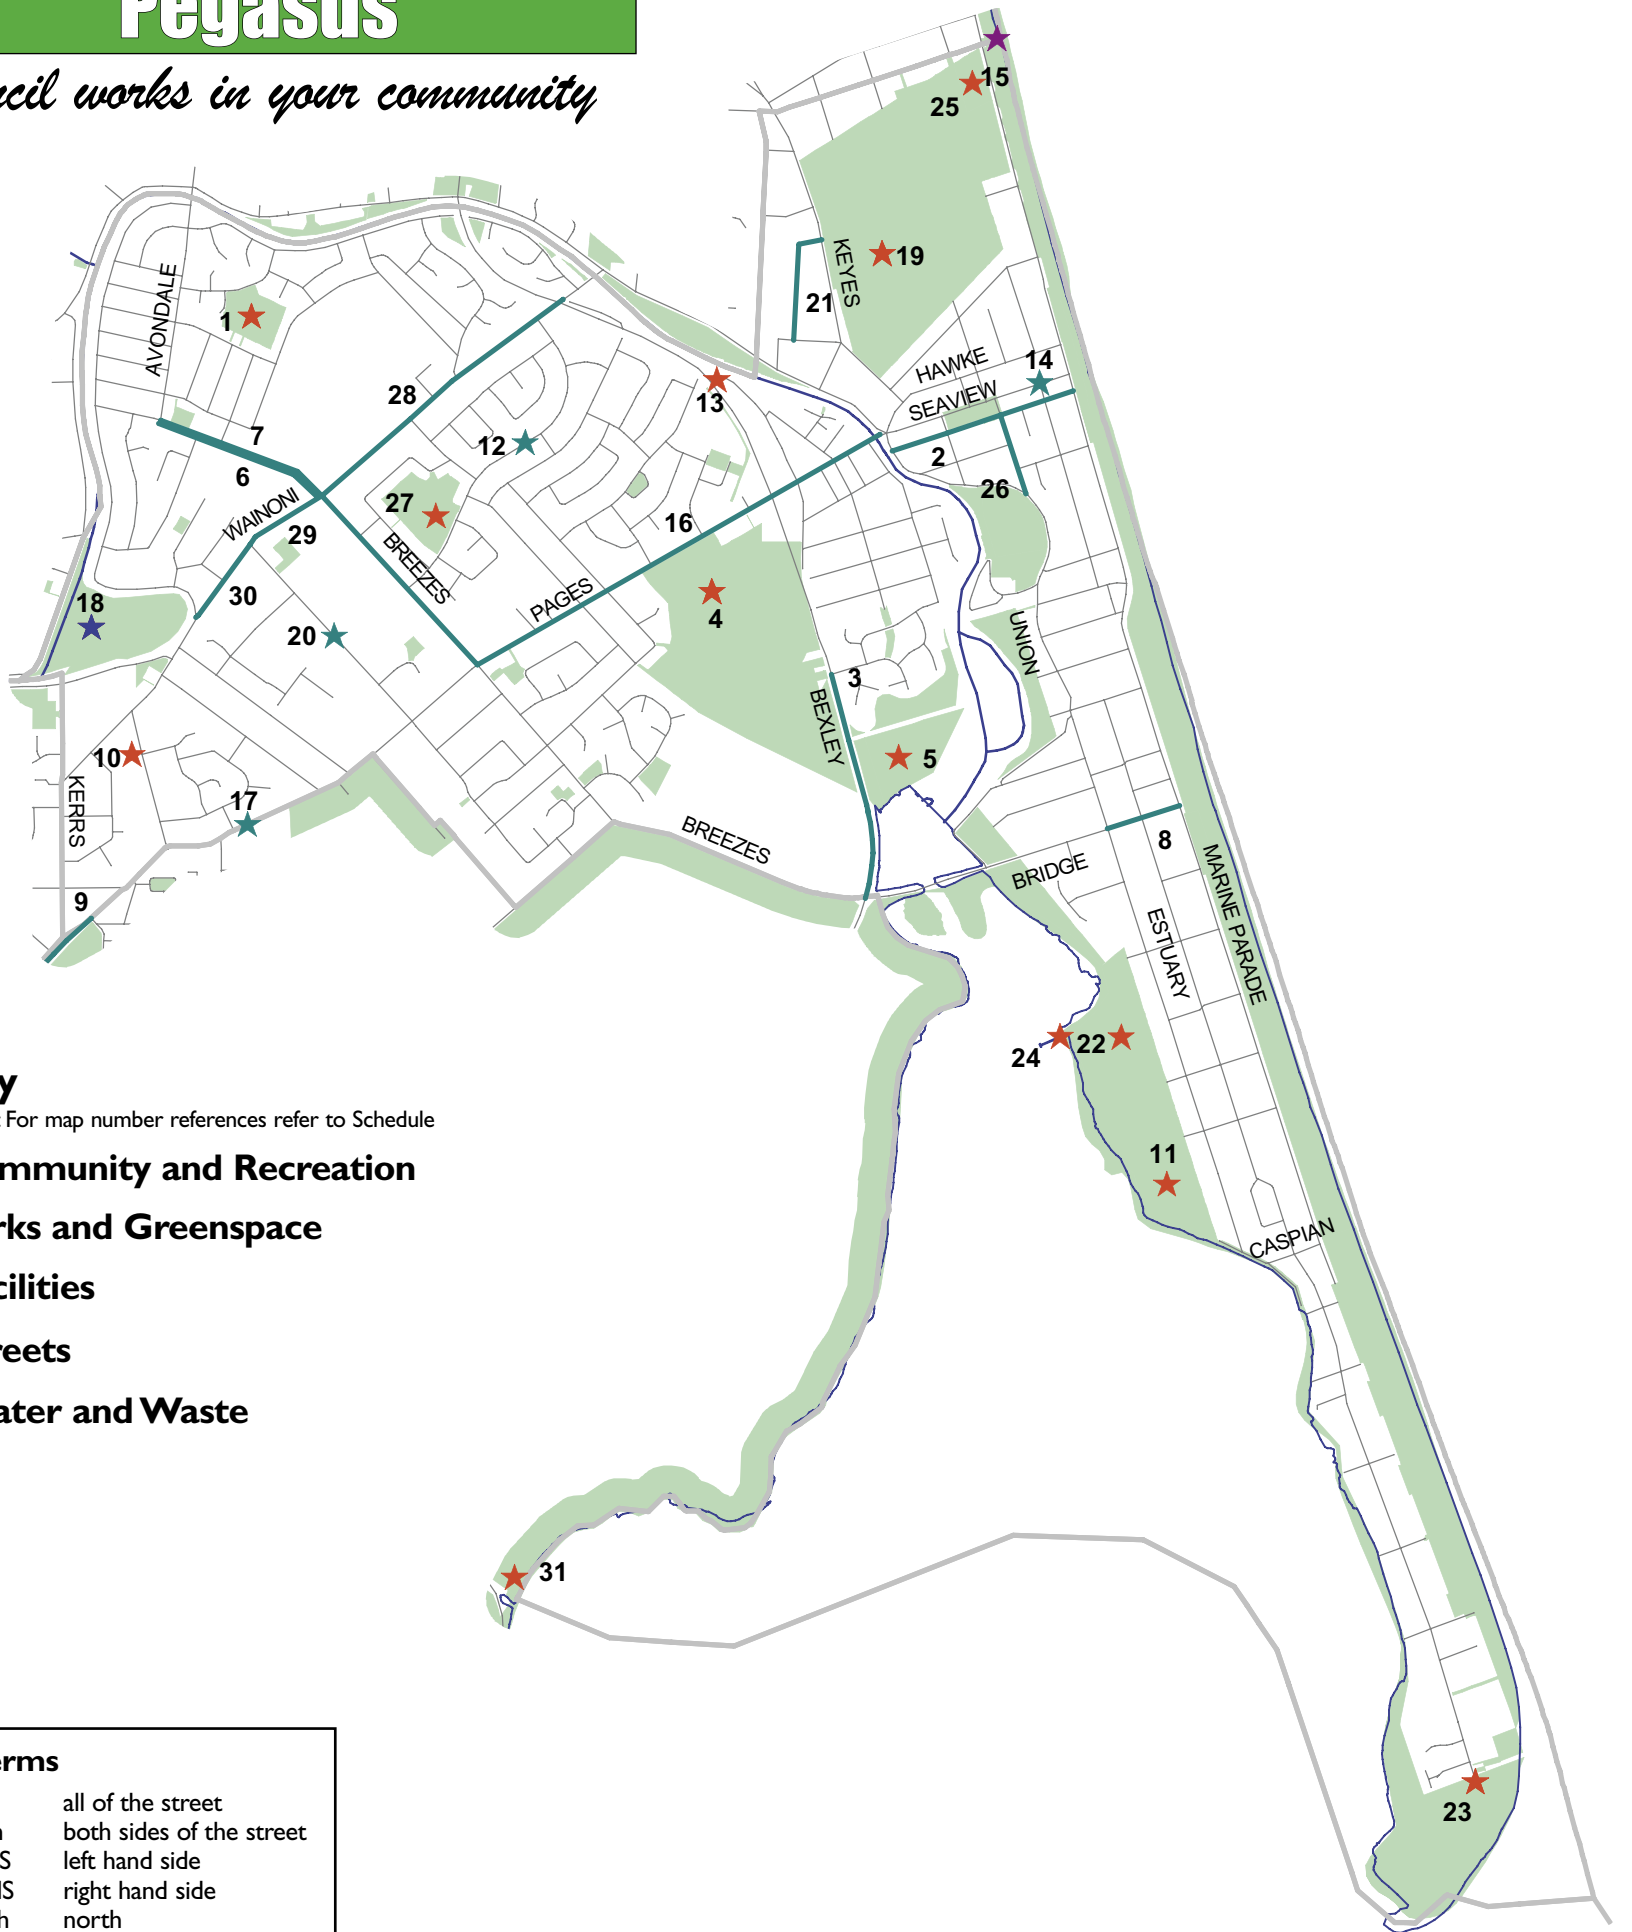 Pegasus
ncil works in your community
15
25
19
KEYES
21
AVONDALE
1
HAWKE
14
SEAVIEW
13
28
7
12
6
2
27
26
16
WAINONI
29
BREEZES
PAGES
4
30
18
20
UNION
3
BEXLEY
5
10
KERRS
17
BREEZES
8
BRIDGE
MARINE PARADE
9
ESTUARY
24
22
11
CASPIAN
y
: For map number references refer to Schedule
mmunity and Recreation
rks and Greenspace
cilities
reets
ater and Waste
31
23
erms
all of the street
h both sides of the street
S left hand side
HS right hand side
h north